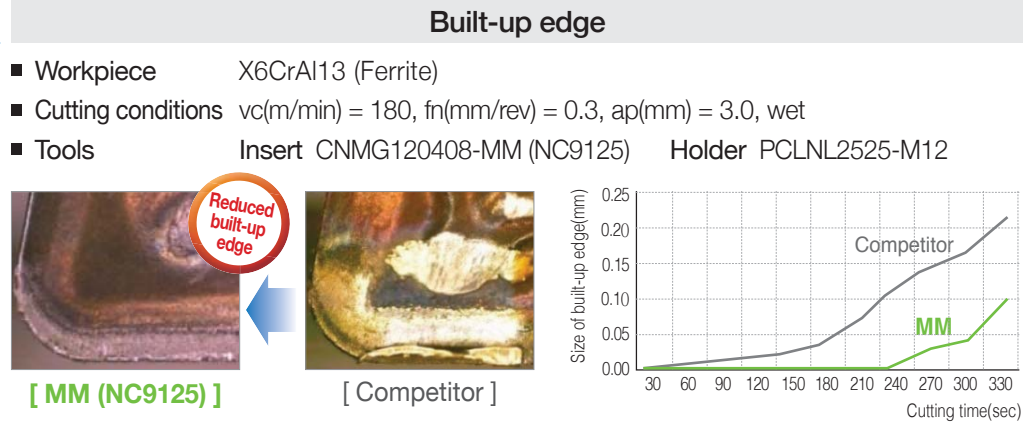 Built-up edge
■ Workpiece X6CrAl13 (Ferrite)
■ Cutting conditions vc(m/min) = 180, fn(mm/rev) = 0.3, ap(mm) = 3.0, wet
■ Tools Insert CNMG120408-MM (NC9125) Holder PCLNL2525-M12
Reduced
built-up
edge
[ MM (NC9125) ]
[ Competitor ]
Size of built-up edge(mm)
0.25
0.20
0.15
0.10
0.05
0.00
Competitor
MM
30 60 90 120 150 180 210 240 270 300 330
Cutting time(sec)